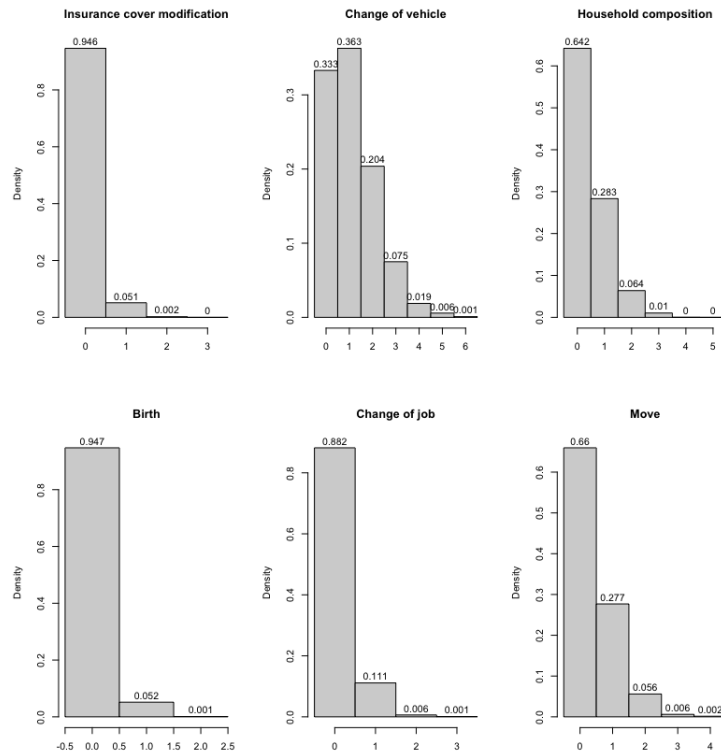 Insurance cover modification
Density
0.0 0.2 0.4 0.6 0.8
0.946
0.051
0.002
0
0 1 2 3
Change of vehicle
Density
0.0 0.1 0.2 0.3
0.333
0.363
0.204
0.075
0.019
0.006
0.001
0 1 2 3 4 5 6
Household composition
Density
0.0 0.1 0.2 0.3 0.4 0.5 0.6
0.642
0.283
0.064
0.01
0
0
0 1 2 3 4 5
Birth
Density
0.0 0.2 0.4 0.6 0.8
0.947
0.052
0.001
-0.5 0.0 0.5 1.0 1.5 2.0 2.5
Change of job
Density
0.0 0.2 0.4 0.6 0.8
0.882
0.111
0.006
0.001
0 1 2 3
Move
Density
0.0 0.1 0.2 0.3 0.4 0.5 0.6
0.66
0.277
0.056
0.006
0.002
0 1 2 3 4